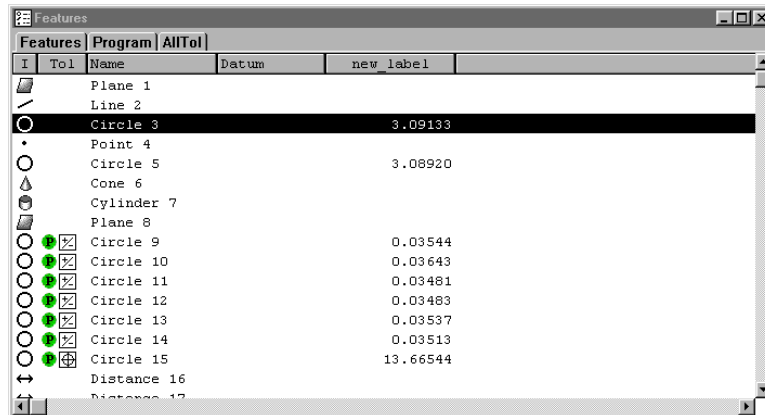 Features
Features Program AllTol
I Tol Name Datum new_label
Plane 1
Line 2
Circle 3 3.09133
Point 4
Circle 5 3.08920
Cone 6
Cylinder 7
Plane 8
P +/- Circle 9 0.03544
P +/- Circle 10 0.03643
P +/- Circle 11 0.03481
P +/- Circle 12 0.03483
P +/- Circle 13 0.03537
P +/- Circle 14 0.03513
P Circle 15 13.66544
Distance 16
Distance 17